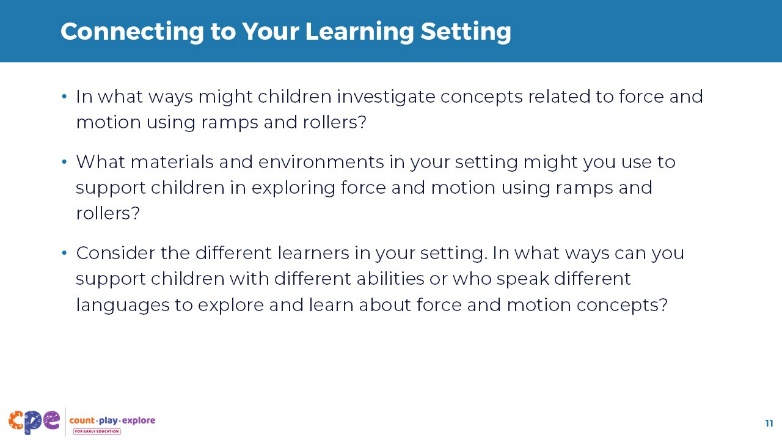 Connecting to Your Learning Setting
• In what ways might children investigate concepts related to force and
motion using ramps and rollers?
• What materials and environments in your setting might you use to
support children in exploring force and motion using ramps and
rollers?
• Consider the different learners in your setting. In what ways can you
support children with different abilities or who speak different
languages to explore and learn about force and motion concepts?
cpe
count·play·explore
FOR EARLY EDUCATION
11